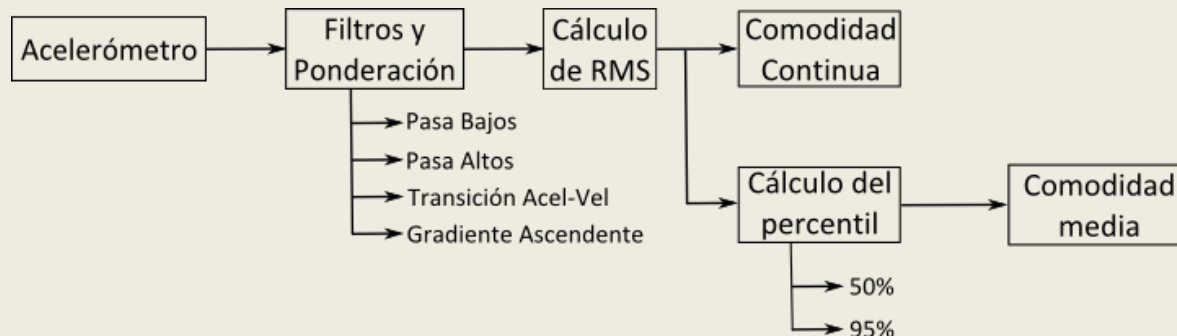 Acelerómetro
Filtros y
Ponderación
Pasa Bajos
Pasa Altos
Transición Acel-Vel
Gradiente Ascendente
Cálculo
de RMS
Comodidad
Continua
Cálculo del
percentil
50%
95%
Comodidad
media